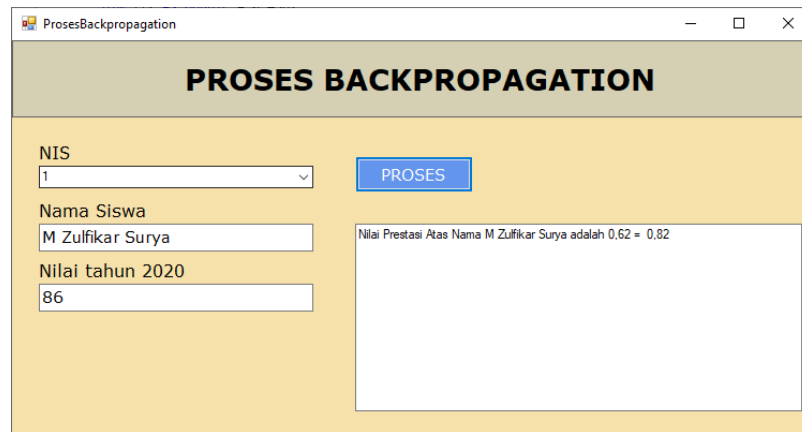 ProsesBackpropagation
PROSES BACKPROPAGATION
NIS
1
PROSES
Nama Siswa
M Zulfikar Surya
Nilai Prestasi Atas Nama M Zulfikar Surya adalah 0,62 = 0,82
Nilai tahun 2020
86